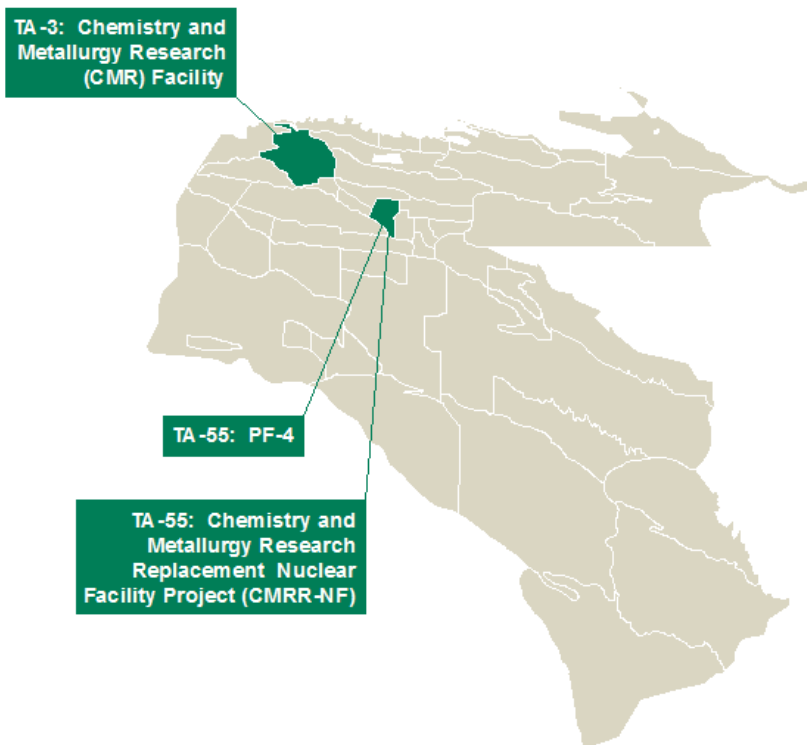 TA-3: Chemistry and
Metallurgy Research
(CMR) Facility
TA-55: PF-4
TA-55: Chemistry and
Metallurgy Research
Replacement Nuclear
Facility Project (CMRR-NF)